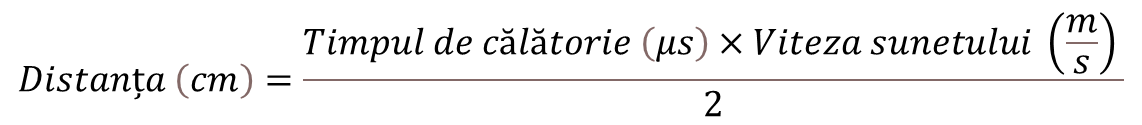 Distanța (cm) = (Timpul de călătorie (μs) × Viteza sunetului (m/s)) / 2